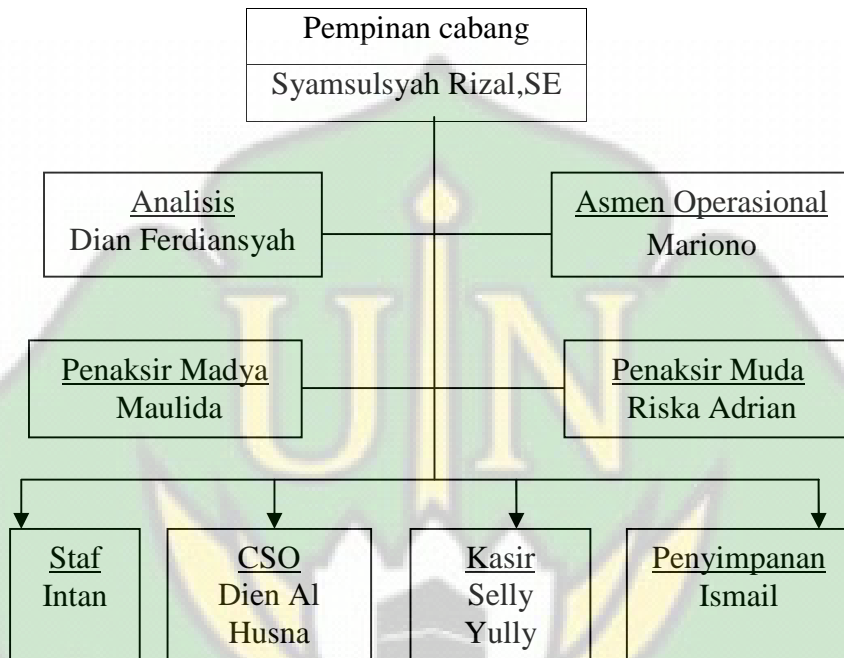 Pempinan cabang
Syamsulsyah Rizal,SE
Analisis
Dian Ferdiansyah
Asmen Operasional
Mariono
Penaksir Madya
Maulida
Penaksir Muda
Riska Adrian
Staf
Intan
CSO
Dien Al
Husna
Kasir
Selly
Yully
Penyimpanan
Ismail
UIN